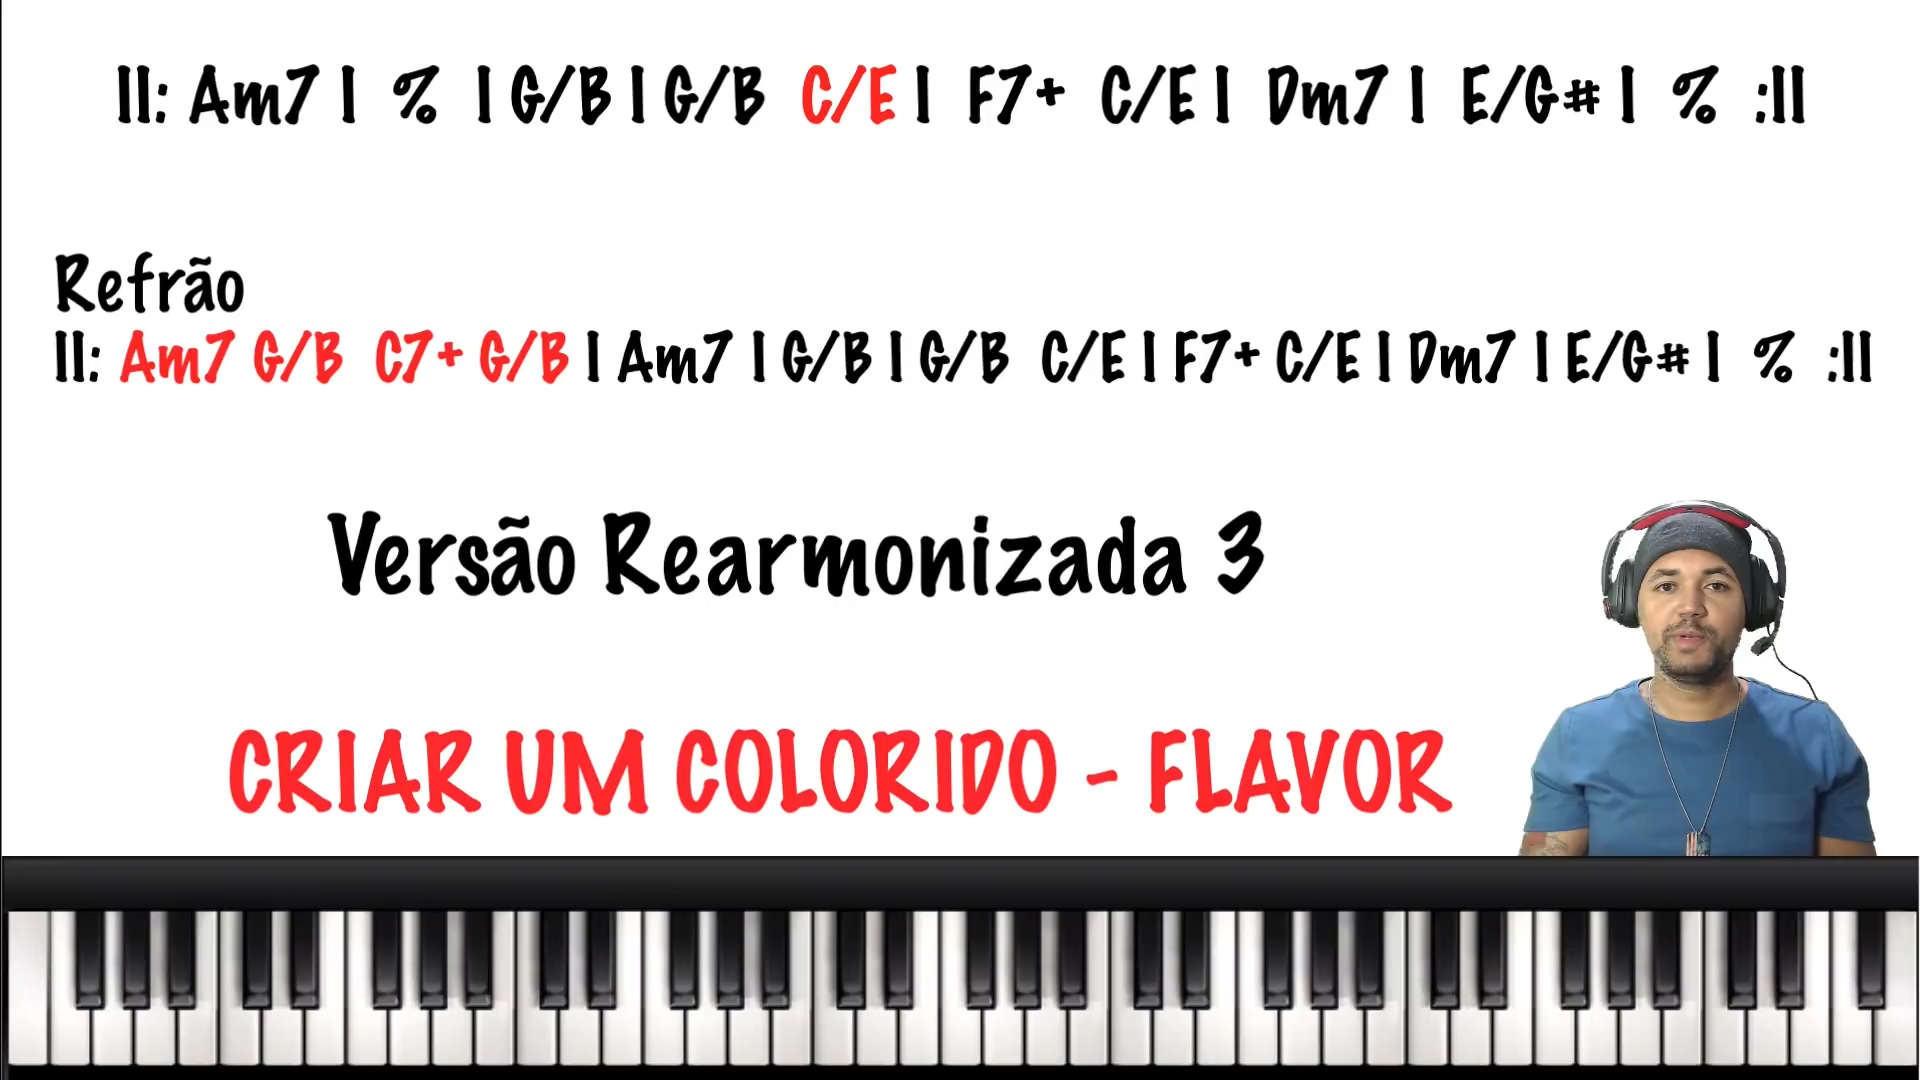 II: Am7 I % I G/B I G/B C/E I F7+ C/E I Dm7 I E/G# I % :II
Refrão
II: Am7 G/B C7+ G/B I Am7 I G/B I G/B C/E I F7+ C/E I Dm7 I E/G# I % :II
Versão Rearmonizada 3
CRIAR UM COLORIDO - FLAVOR